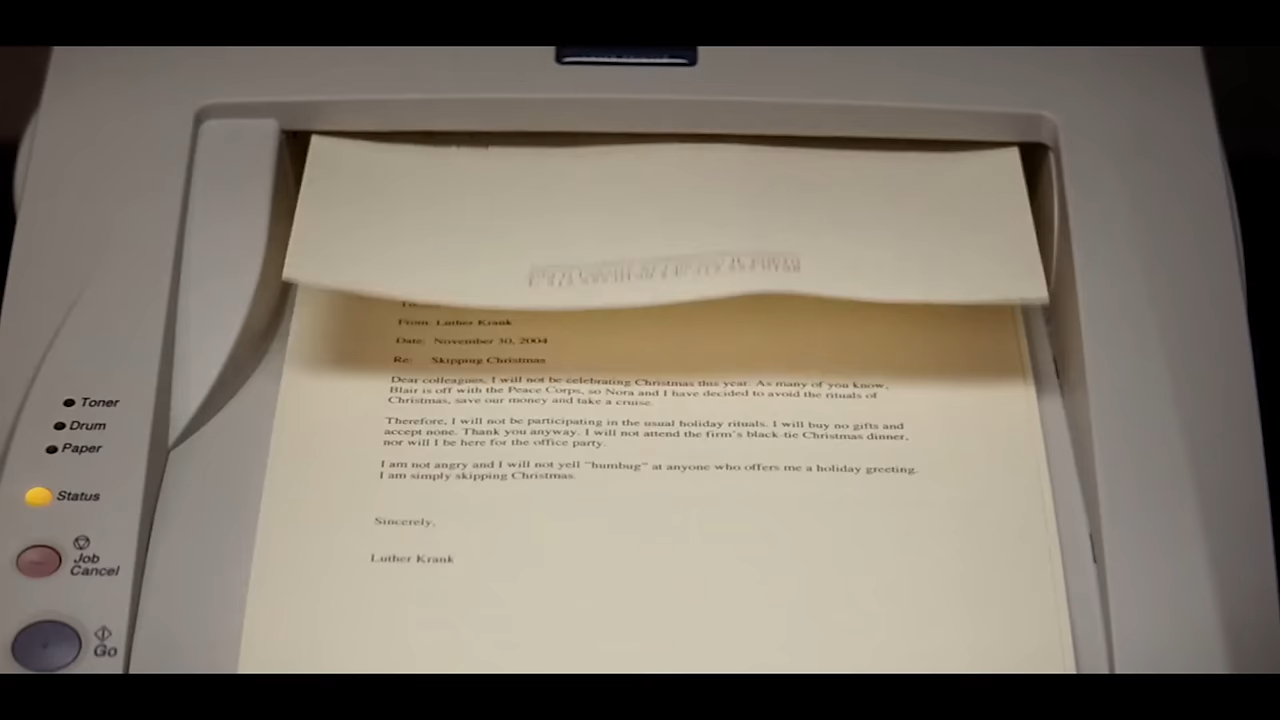 From: Luther Krank
Date: November 30, 2004
Re: Skipping Christmas
Dear colleagues, I will not be celebrating Christmas this year. As many of you know,
Blair is off with the Peace Corps, so Nora and I have decided to avoid the rituals of
Christmas, save our money and take a cruise.
Therefore, I will not be participating in the usual holiday rituals. I will buy no gifts and
accept none. Thank you anyway. I will not attend the firm's black-tie Christmas dinner,
nor will I be here for the office party.
I am not angry and I will not yell "humbug" at anyone who offers me a holiday greeting.
I am simply skipping Christmas.
Sincerely,
Luther Krank
Toner
Drum
Paper
Status
Job
Cancel
Go